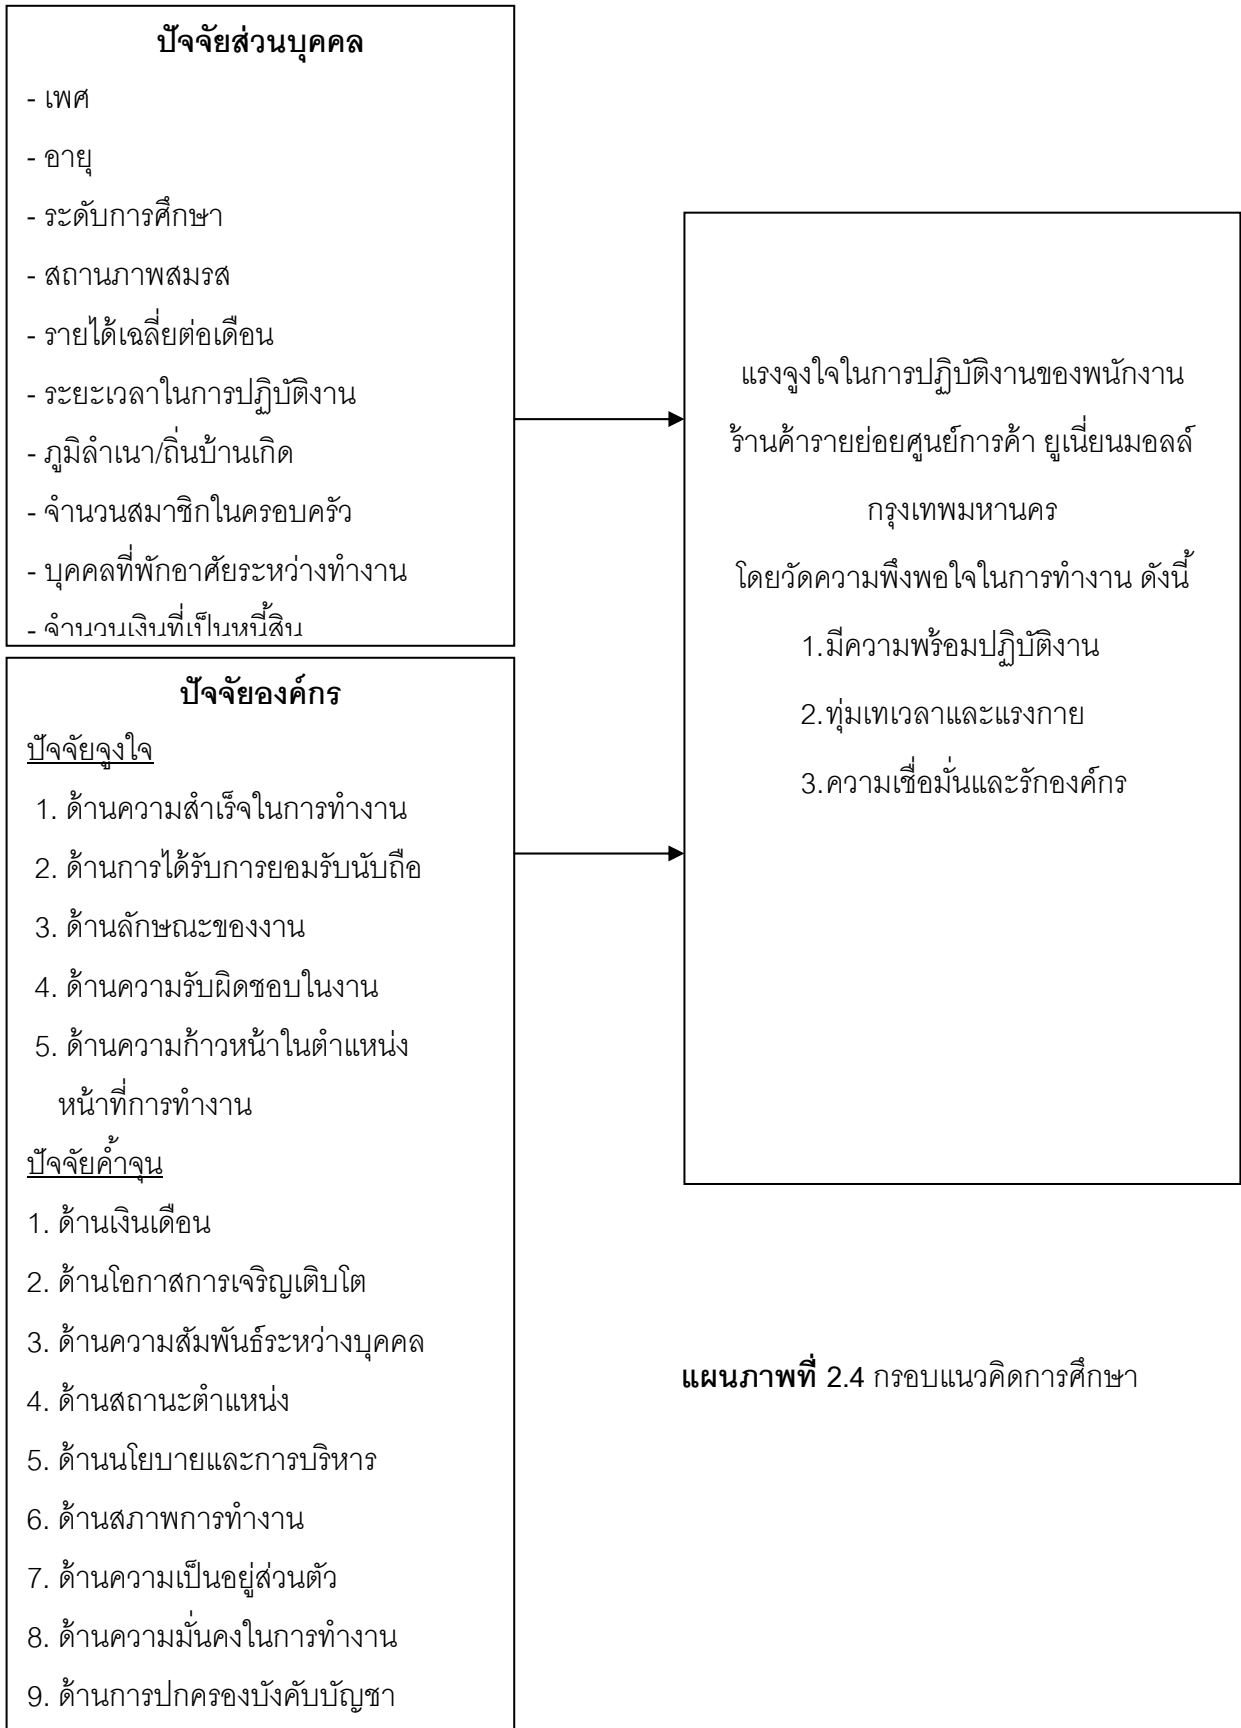 ปัจจัยส่วนบุคคล
- เพศ
- อายุ
- ระดับการศึกษา
- สถานภาพสมรส
- รายได้เฉลี่ยต่อเดือน
- ระยะเวลาในการปฏิบัติงาน
- ภูมิลำเนา/ถิ่นบ้านเกิด
- จำนวนสมาชิกในครอบครัว
- บุคคลที่พักอาศัยระหว่างทำงาน
- จำนวนเงินที่เป็นหนี้สิน
ปัจจัยองค์กร
ปัจจัยจูงใจ
1. ด้านความสำเร็จในการทำงาน
2. ด้านการได้รับการยอมรับนับถือ
3. ด้านลักษณะของงาน
4. ด้านความรับผิดชอบในงาน
5. ด้านความก้าวหน้าในตำแหน่ง
หน้าที่การทำงาน
ปัจจัยค้ำจุน
1. ด้านเงินเดือน
2. ด้านโอกาสการเจริญเติบโต
3. ด้านความสัมพันธ์ระหว่างบุคคล
4. ด้านสถานะตำแหน่ง
5. ด้านนโยบายและการบริหาร
6. ด้านสภาพการทำงาน
7. ด้านความเป็นอยู่ส่วนตัว
8. ด้านความมั่นคงในการทำงาน
9. ด้านการปกครองบังคับบัญชา
แรงจูงใจในการปฏิบัติงานของพนักงาน
ร้านค้ารายย่อยศูนย์การค้า ยูเนี่ยนมอลล์
กรุงเทพมหานคร
โดยวัดความพึงพอใจในการทำงาน ดังนี้
1.มีความพร้อมปฏิบัติงาน
2.ทุ่มเทเวลาและแรงกาย
3.ความเชื่อมั่นและรักองค์กร
แผนภาพที่ 2.4 กรอบแนวคิดการศึกษา